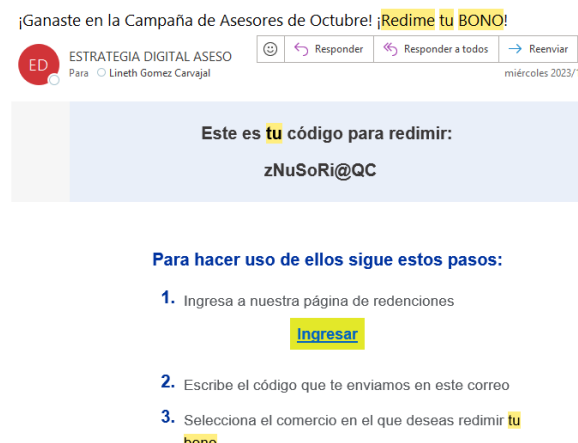 ¡Ganaste en la Campaña de Asesores de Octubre! ¡Redime tu BONO!
ED
ESTRATEGIA DIGITAL ASESO
Responder
Responder a todos
Reenviar
Para Lineth Gomez Carvajal
miércoles 2023/
Este es tu código para redimir:
zNuSoRi@QC
Para hacer uso de ellos sigue estos pasos:
1. Ingresa a nuestra página de redenciones
Ingresar
2. Escribe el código que te enviamos en este correo
3. Selecciona el comercio en el que deseas redimir tu
bono